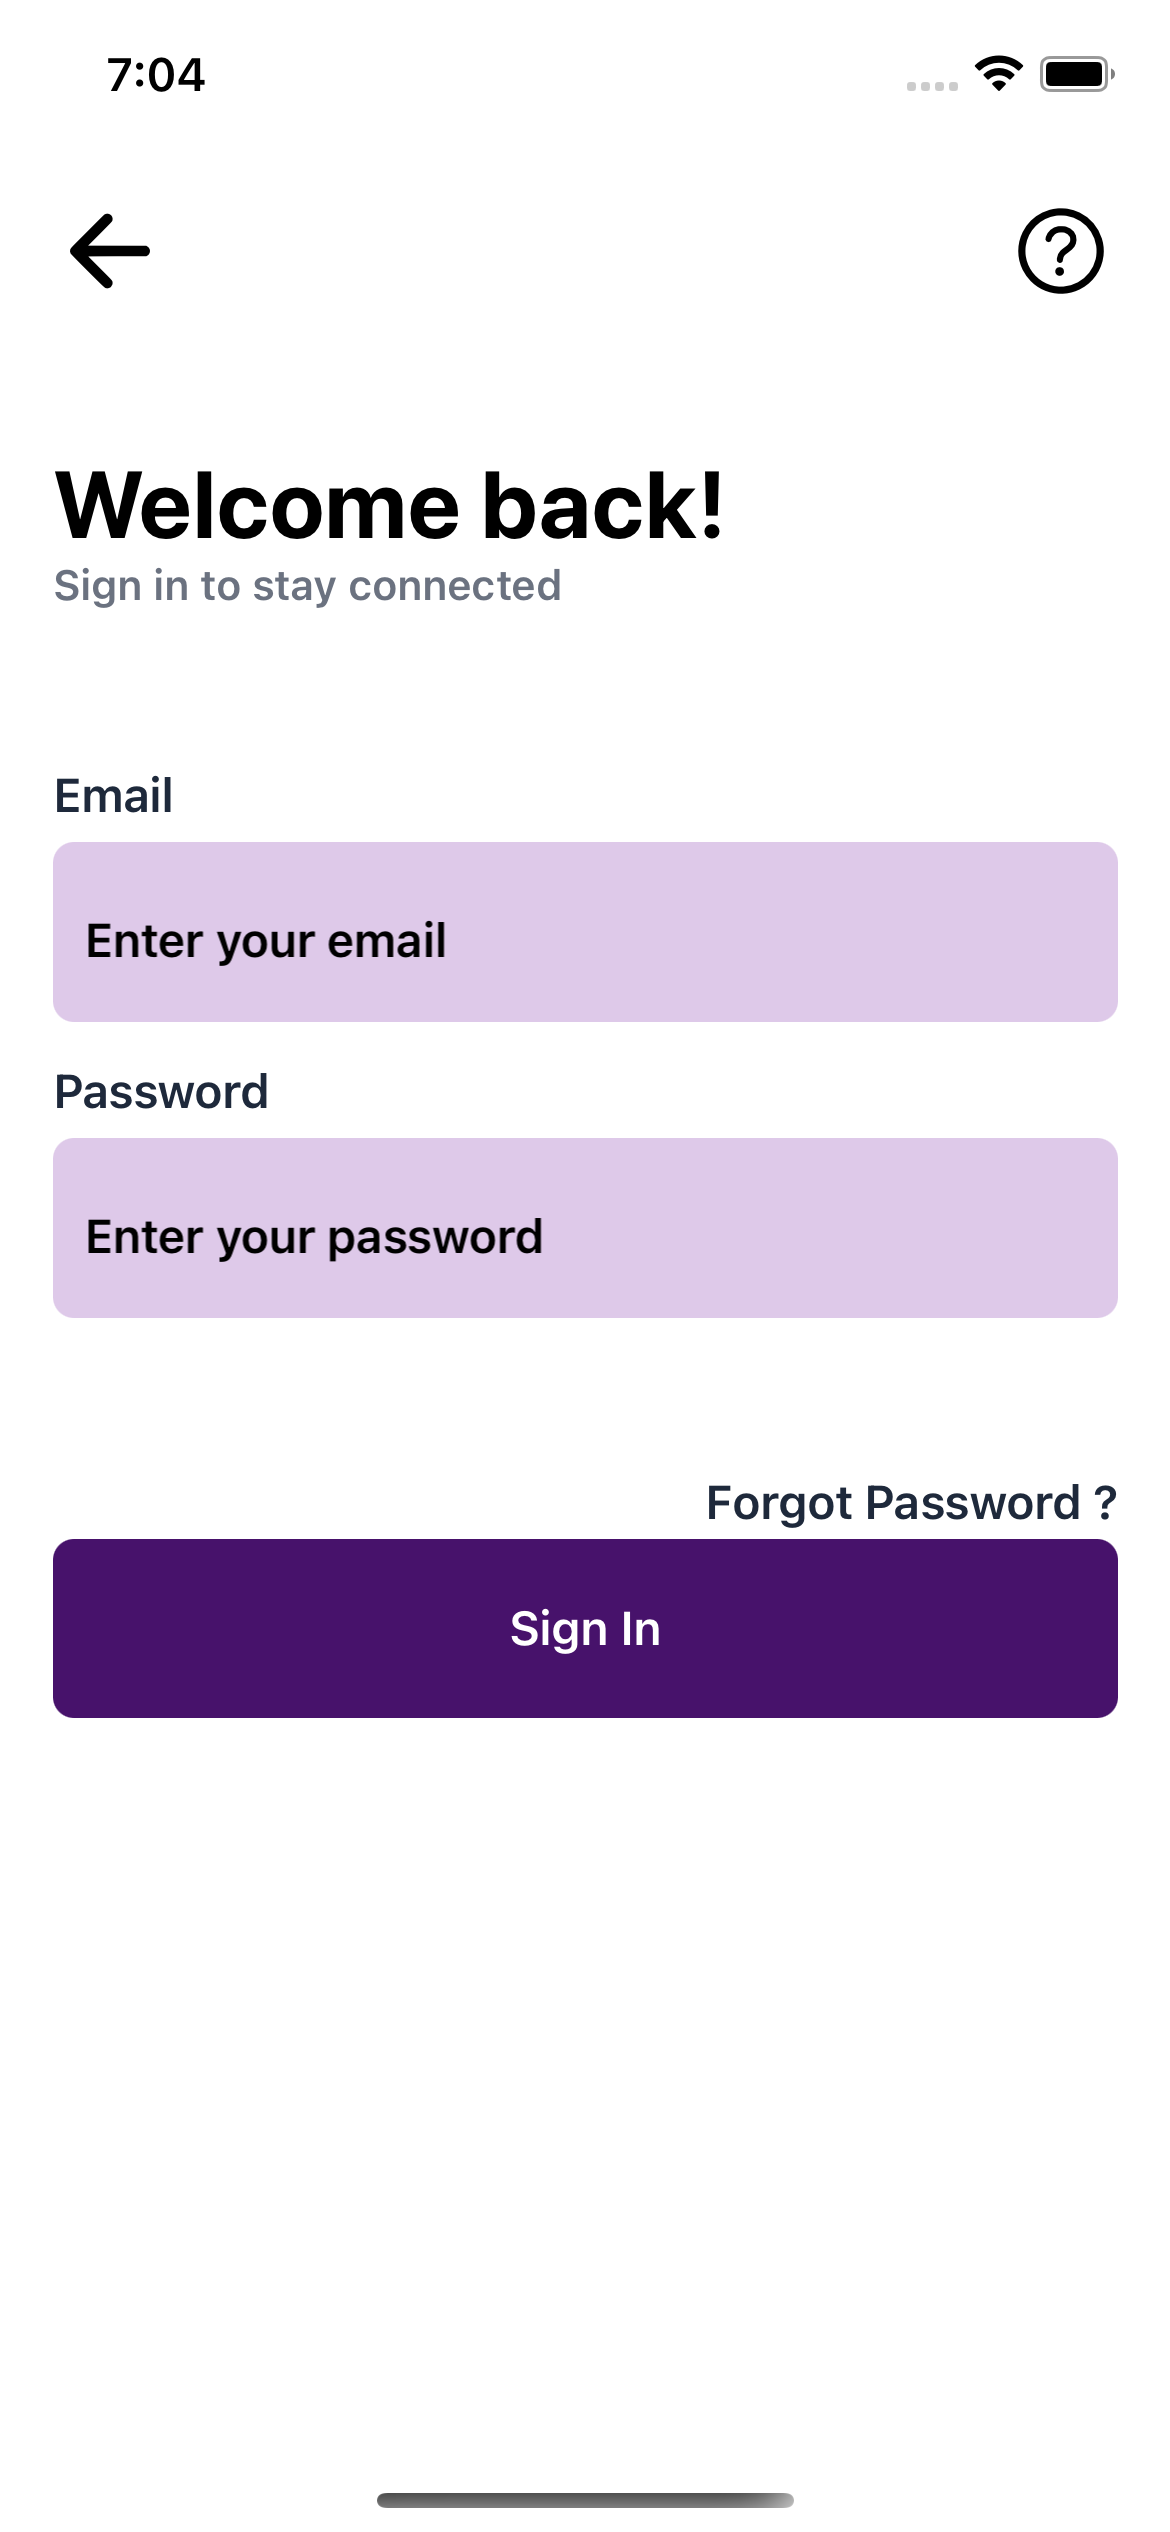 7:04
?
Welcome back!
Sign in to stay connected
Email
Enter your email
Password
Enter your password
Forgot Password ?
Sign In